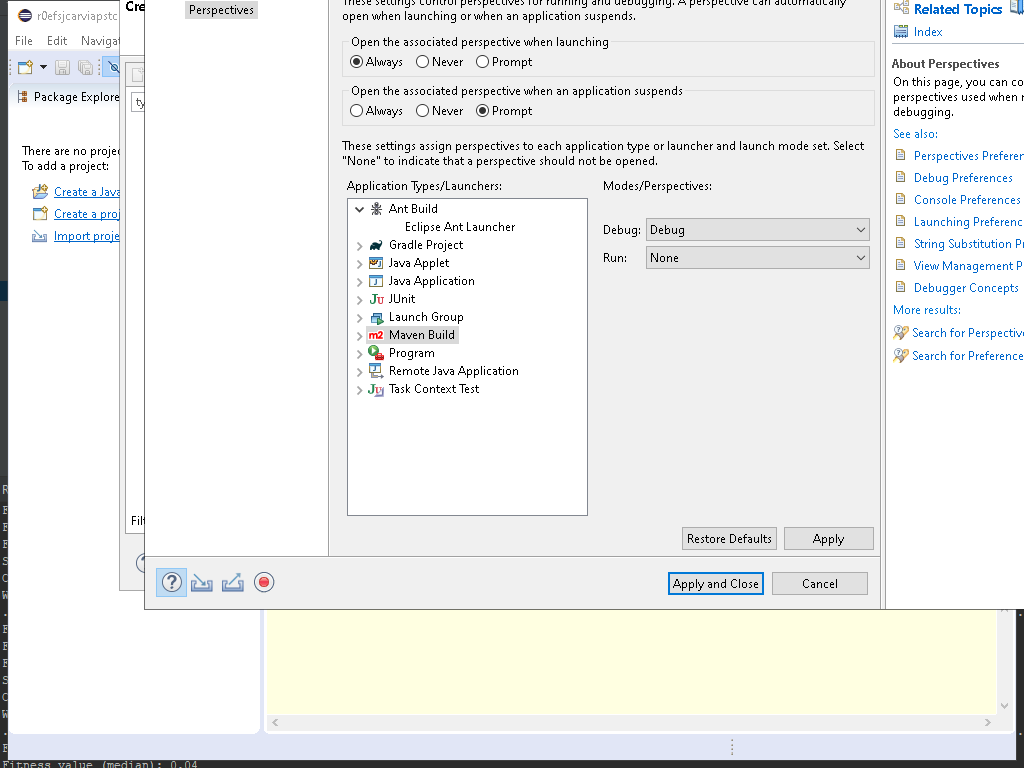 r0efsjcarviapstc
File Edit Naviga
Package Explore
There are no proje
To add a project:
Create a Java
Create a proj
Import proje
Cre
ty
Filt
Perspectives
These settings control perspectives for running and debugging. A perspective can automatically
open when launching or when an application suspends.
Open the associated perspective when launching
Always Never Prompt
Open the associated perspective when an application suspends
Always Never Prompt
These settings assign perspectives to each application type or launcher and launch mode set. Select
"None" to indicate that a perspective should not be opened.
Application Types/Launchers:
Ant Build
Eclipse Ant Launcher
Gradle Project
Java Applet
Java Application
JUnit
Launch Group
m2 Maven Build
Program
Remote Java Application
Task Context Test
Modes/Perspectives:
Debug: Debug
Run: None
Restore Defaults Apply
Apply and Close Cancel
Related Topics
Index
About Perspectives
On this page, you can co
perspectives used when r
debugging.
See also:
Perspectives Preferen
Debug Preferences
Console Preferences
Launching Preferenc
String Substitution Pr
View Management P
Debugger Concepts
More results:
Search for Perspective
Search for Preference
Fitness value (median): 0.04